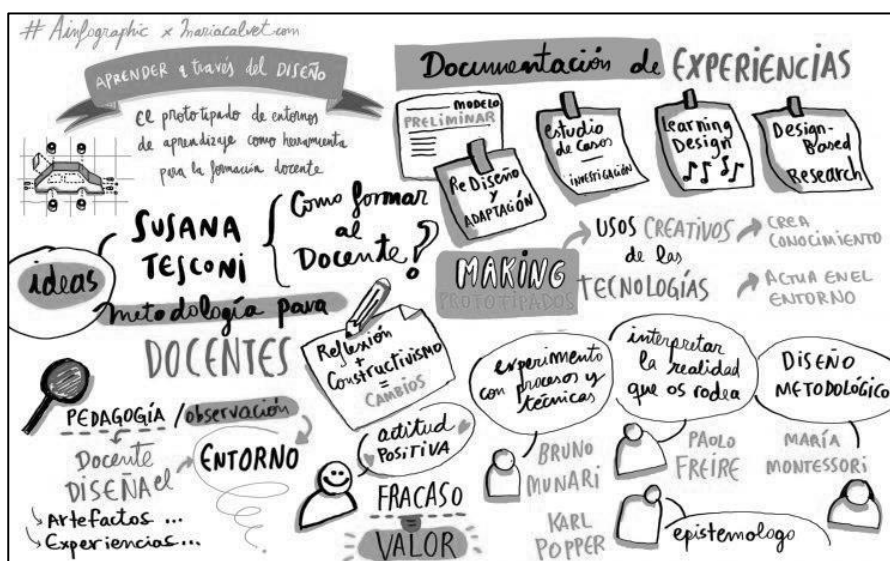 # Ainfographic x mariacalvet.com
APRENDER a través del DISEÑO
El prototipado de entornos
de aprendizaje como herramienta
para la formación docente
ideas
SUSANA
TESCONI
Como formar
al
Docente?
metodología para
DOCENTES
PEDAGOGÍA / observación
Docente
DISEÑA el
ENTORNO
Artefactos ...
Experiencias ...
Reflexión
+
Constructivismo
=
CAMBIOS
actitud
POSITIVA
FRACASO
=
VALOR
Documentación de EXPERIENCIAS
MODELO
PRELIMINAR
ReDiseño
y
ADAPTACIÓN
estudio
de Casos
INVESTIGACIÓN
Learning
Design
Design-
Based
Research
MAKING
PROTOTIPADOS
USOS CREATIVOS
de las
TECNOLOGÍAS
CREA
CONOCIMIENTO
ACTUA EN EL
ENTORNO
experimento
con procesos y
técnicas
BRUNO
MUNARI
interpretar
la realidad
que os rodea
PAOLO
FREIRE
DISEÑO
METODOLÓGICO
MARÍA
MONTESSORI
KARL
POPPER
epistemologo